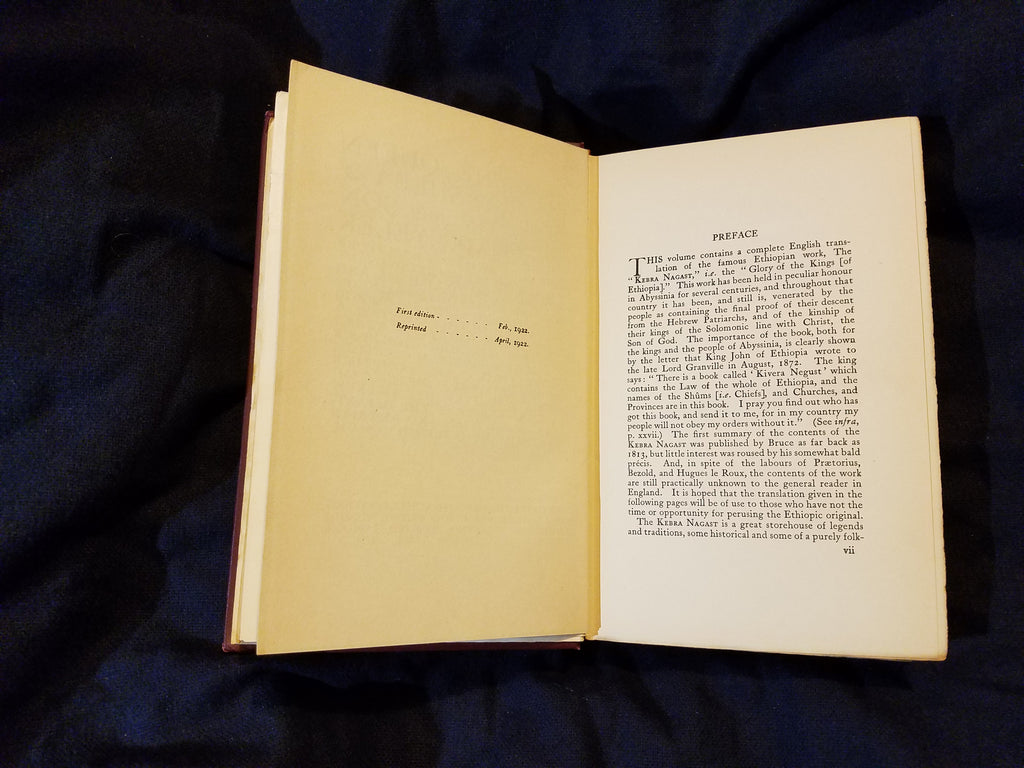 First edition - - - - - - Feb., 1922.
Reprinted - - - - - - April, 1922.
PREFACE
THIS volume contains a complete English trans-
lation of the famous Ethiopian work, The
"KEBRA NAGAST," i.e. the "Glory of the Kings [of
Ethiopia]." This work has been held in peculiar honour
in Abyssinia for several centuries, and throughout that
country it has been, and still is, venerated by the
people as containing the final proof of their descent
from the Hebrew Patriarchs, and of the kinship of
their kings of the Solomonic line with Christ, the
Son of God. The importance of the book, both for
the kings and the people of Abyssinia, is clearly shown
by the letter that King John of Ethiopia wrote to
the late Lord Granville in August, 1872. The king
says: "There is a book called 'Kivera Negust' which
contains the Law of the whole of Ethiopia, and the
names of the Shûms [i.e. Chiefs], and Churches, and
Provinces are in this book. I pray you find out who has
got this book, and send it to me, for in my country my
people will not obey my orders without it." (See infra,
p. xxvii.) The first summary of the contents of the
KEBRA NAGAST was published by Bruce as far back as
1813, but little interest was roused by his somewhat bald
précis. And, in spite of the labours of Prætorius,
Bezold, and Hugues le Roux, the contents of the work
are still practically unknown to the general reader in
England. It is hoped that the translation given in the
following pages will be of use to those who have not the
time or opportunity for perusing the Ethiopic original.
The KEBRA NAGAST is a great storehouse of legends
and traditions, some historical and some of a purely folk-
vii